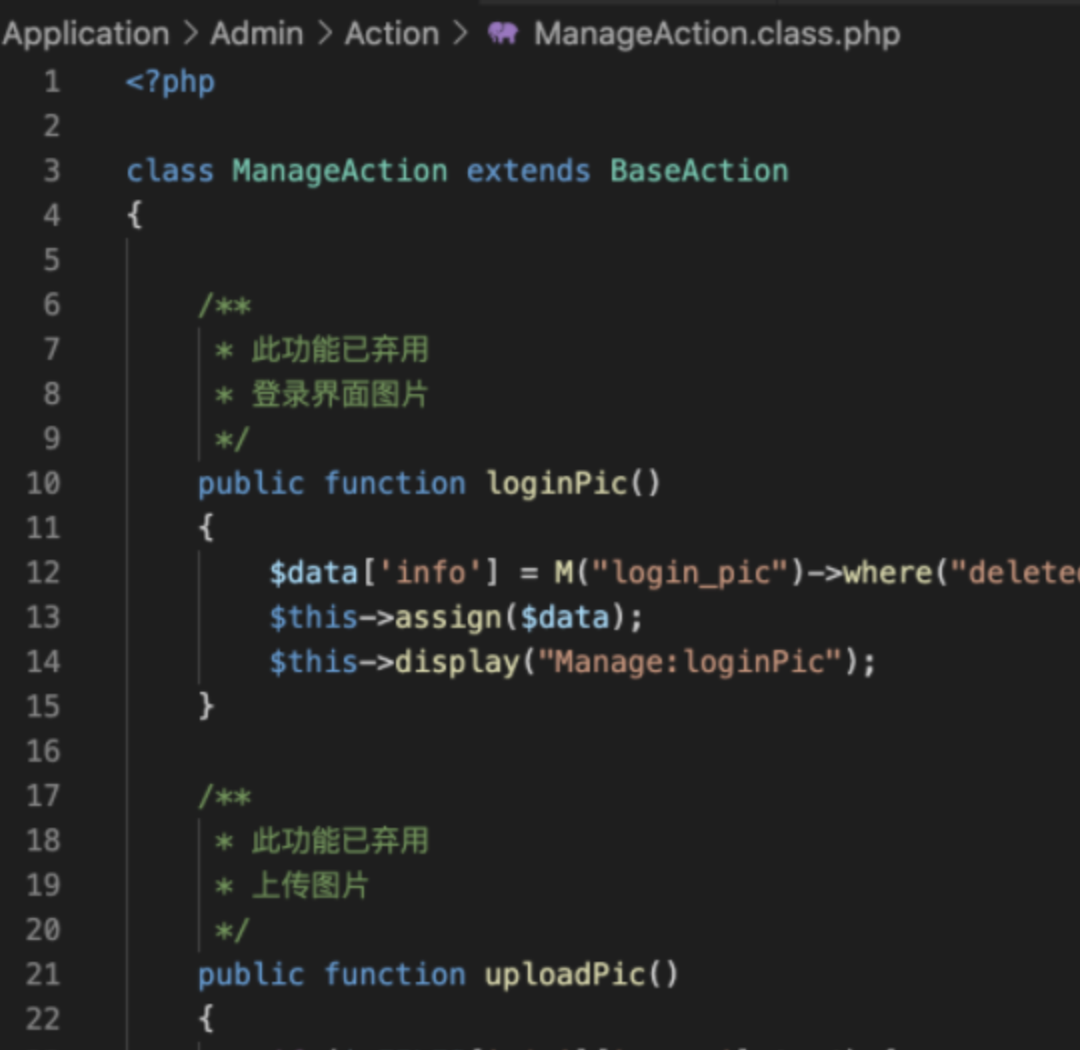 Application > Admin > Action > ManageAction.class.php
1 <?php
2
3 class ManageAction extends BaseAction
4 {
5
6 /**
7 * 此功能已弃用
8 * 登录界面图片
9 */
10 public function loginPic()
11 {
12 $data['info'] = M("login_pic")->where("delete
13 $this->assign($data);
14 $this->display("Manage:loginPic");
15 }
16
17 /**
18 * 此功能已弃用
19 * 上传图片
20 */
21 public function uploadPic()
22 {